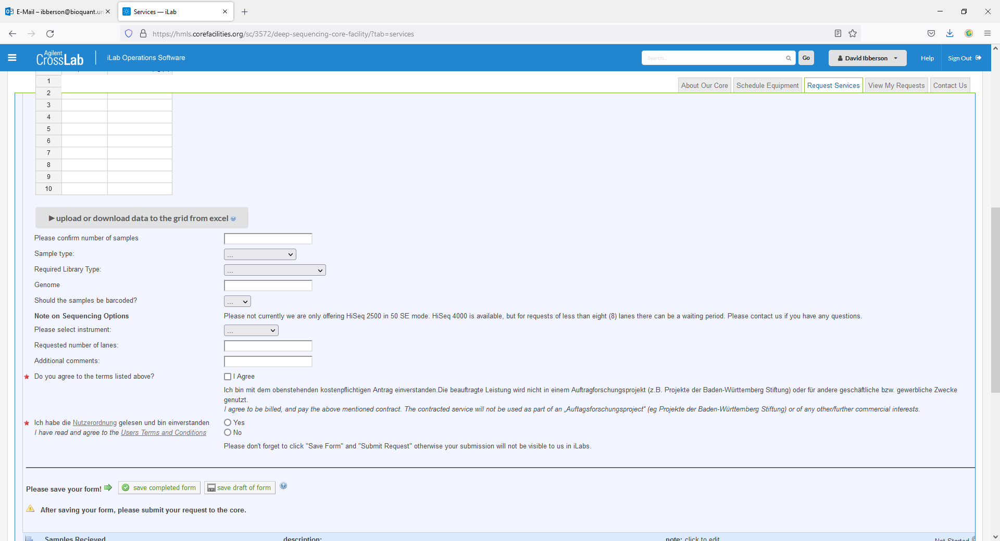 E-Mail – ibberson@bioquant.un
Services — iLab
https://hmls.corefacilities.org/sc/3572/deep-sequencing-core-facility/?tab=services
Agilent
CrossLab
iLab Operations Software
Search...
Go
David Ibberson
Help
Sign Out
About Our Core
Schedule Equipment
Request Services
View My Requests
Contact Us
1
2
3
4
5
6
7
8
9
10
upload or download data to the grid from excel
Please confirm number of samples
Sample type: ...
Required Library Type: ...
Genome
Should the samples be barcoded? ...
Note on Sequencing Options Please not currently we are only offering HiSeq 2500 in 50 SE mode. HiSeq 4000 is available, but for requests of less than eight (8) lanes there can be a waiting period. Please contact us if you have any questions.
Please select instrument: ...
Requested number of lanes:
Additional comments:
Do you agree to the terms listed above? I Agree
Ich bin mit dem obenstehenden kostenpflichtigen Antrag einverstanden.Die beauftragte Leistung wird nicht in einem Auftragforschungsprojekt (z.B. Projekte der Baden-Württemberg Stiftung) oder für andere geschäftliche bzw. gewerbliche Zwecke
genutzt.
I agree to be billed, and pay the above mentioned contract. The contracted service will not be used as part of an „Auftagsforschungsproject“ (eg Projekte der Baden-Württemberg Stiftung) or of any other/further commercial interests.
Ich habe die Nutzerordnung gelesen und bin einverstanden Yes
I have read and agree to the Users Terms and Conditions No
Please don't forget to click "Save Form" and "Submit Request" otherwise your submission will not be visible to us in iLabs.
Please save your form! save completed form save draft of form
After saving your form, please submit your request to the core.
Samples Recieved description: note: click to edit Not Started